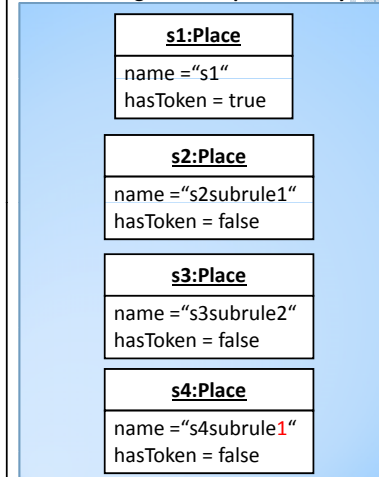 s1:Place
name =“s1“
hasToken = true
s2:Place
name =“s2subrule1“
hasToken = false
s3:Place
name =“s3subrule2“
hasToken = false
s4:Place
name =“s4subrule1“
hasToken = false